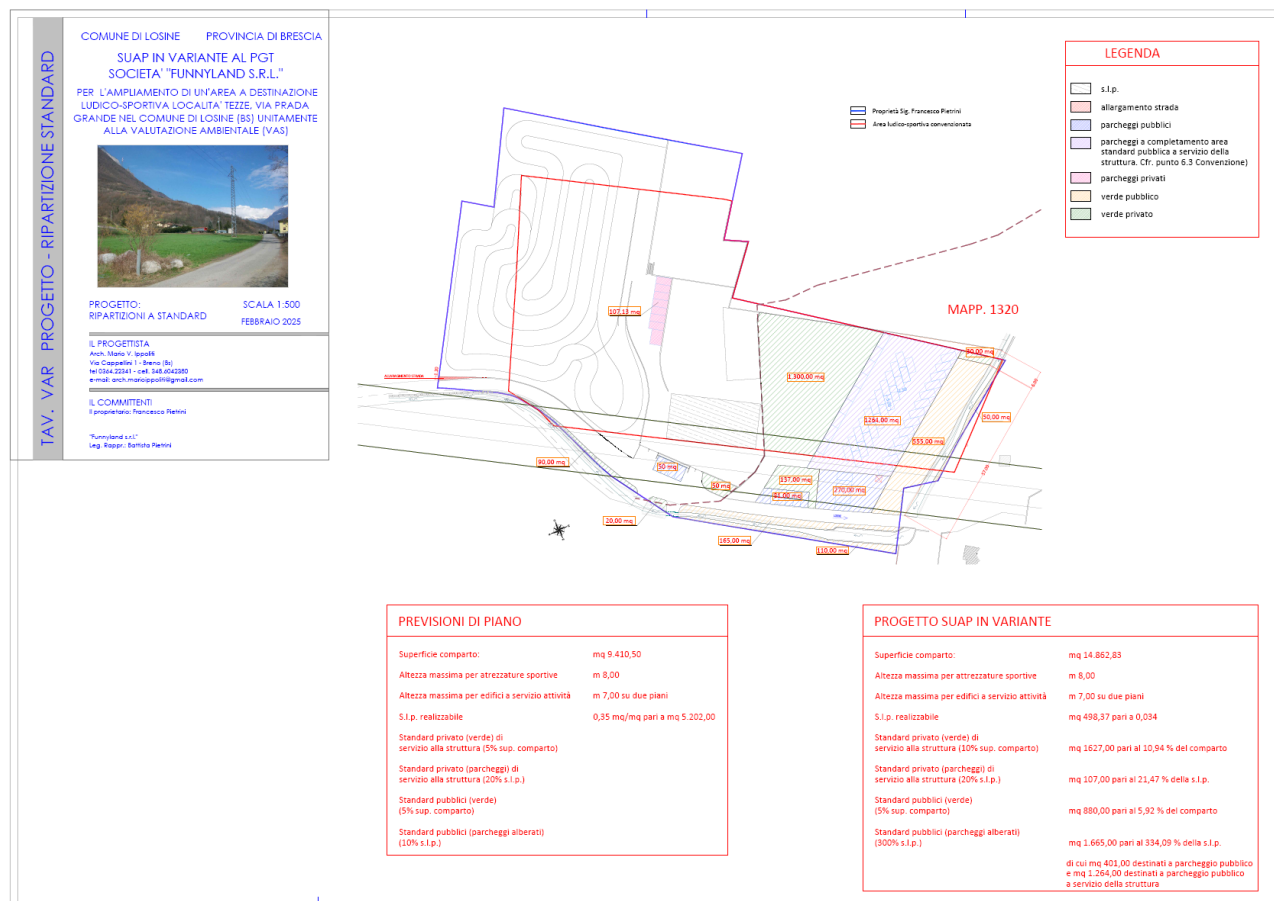 TAV. VAR PROGETTO - RIPARTIZIONE STANDARD
COMUNE DI LOSINE PROVINCIA DI BRESCIA
SUAP IN VARIANTE AL PGT
SOCIETA' "FUNNYLAND S.R.L."
PER L'AMPLIAMENTO DI UN'AREA A DESTINAZIONE
LUDICO-SPORTIVA LOCALITA' TEZZE, VIA PRADA
GRANDE NEL COMUNE DI LOSINE (BS) UNITAMENTE
ALLA VALUTAZIONE AMBIENTALE (VAS)
PROGETTO: SCALA 1:500
RIPARTIZIONI A STANDARD
FEBBRAIO 2025
IL PROGETTISTA
Arch. Mario V. Ippoliti
Via Cappellini 1 - Breno (Bs)
tel 0364.22341 - cell. 348.6042380
e-mail: arch.marioippoliti@gmail.com
IL COMMITTENTI
Il proprietario: Francesco Pietrini
"Funnyland s.r.l."
Leg. Rappr.: Battista Pietrini
Proprietà Sig. Francesco Pietrini
Area ludico-sportiva convenzionata
LEGENDA
s.l.p.
allargamento strada
parcheggi pubblici
parcheggi a completamento area
standard pubblica a servizio della
struttura. Cfr. punto 6.3 Convenzione)
parcheggi privati
verde pubblico
verde privato
MAPP. 1320
107,13 mq
30,00 mq
1.300,00 mq
1264,00 mq
50,00 mq
555,00 mq
90,00 mq
50 mq
50 mq
337,00 mq
270,00 mq
20,00 mq
165,00 mq
110,00 mq
PREVISIONI DI PIANO
Superficie comparto: mq 9.410,50
Altezza massima per atrezzature sportive m 8,00
Altezza massima per edifici a servizio attività m 7,00 su due piani
S.l.p. realizzabile 0,35 mq/mq pari a mq 5.202,00
Standard privato (verde) di
servizio alla struttura (5% sup. comparto)
Standard privato (parcheggi) di
servizio alla struttura (20% s.l.p.)
Standard pubblici (verde)
(5% sup. comparto)
Standard pubblici (parcheggi alberati)
(10% s.l.p.)
PROGETTO SUAP IN VARIANTE
Superficie comparto: mq 14.862,83
Altezza massima per attrezzature sportive m 8,00
Altezza massima per edifici a servizio attività m 7,00 su due piani
S.l.p. realizzabile mq 498,37 pari a 0,034
Standard privato (verde) di
servizio alla struttura (10% sup. comparto) mq 1627,00 pari al 10,94 % del comparto
Standard privato (parcheggi) di
servizio alla struttura (20% s.l.p.) mq 107,00 pari al 21,47 % della s.l.p.
Standard pubblici (verde)
(5% sup. comparto) mq 880,00 pari al 5,92 % del comparto
Standard pubblici (parcheggi alberati)
(300% s.l.p.) mq 1.665,00 pari al 334,09 % della s.l.p.
di cui mq 401,00 destinati a parcheggio pubblico
e mq 1.264,00 destinati a parcheggio pubblico
a servizio della struttura